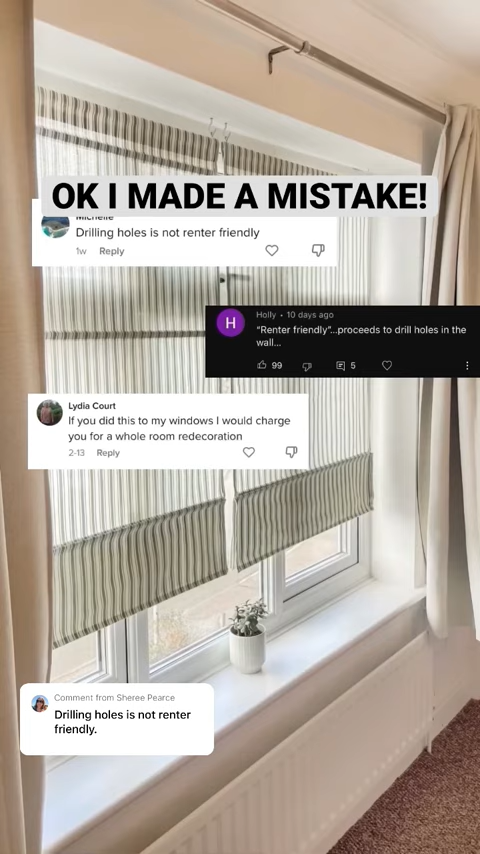 OK I MADE A MISTAKE!
Michelle
Drilling holes is not renter friendly
1w Reply
H
Holly • 10 days ago
“Renter friendly”...proceeds to drill holes in the
wall...
99
5
Lydia Court
If you did this to my windows I would charge
you for a whole room redecoration
2-13 Reply
Comment from Sheree Pearce
Drilling holes is not renter
friendly.